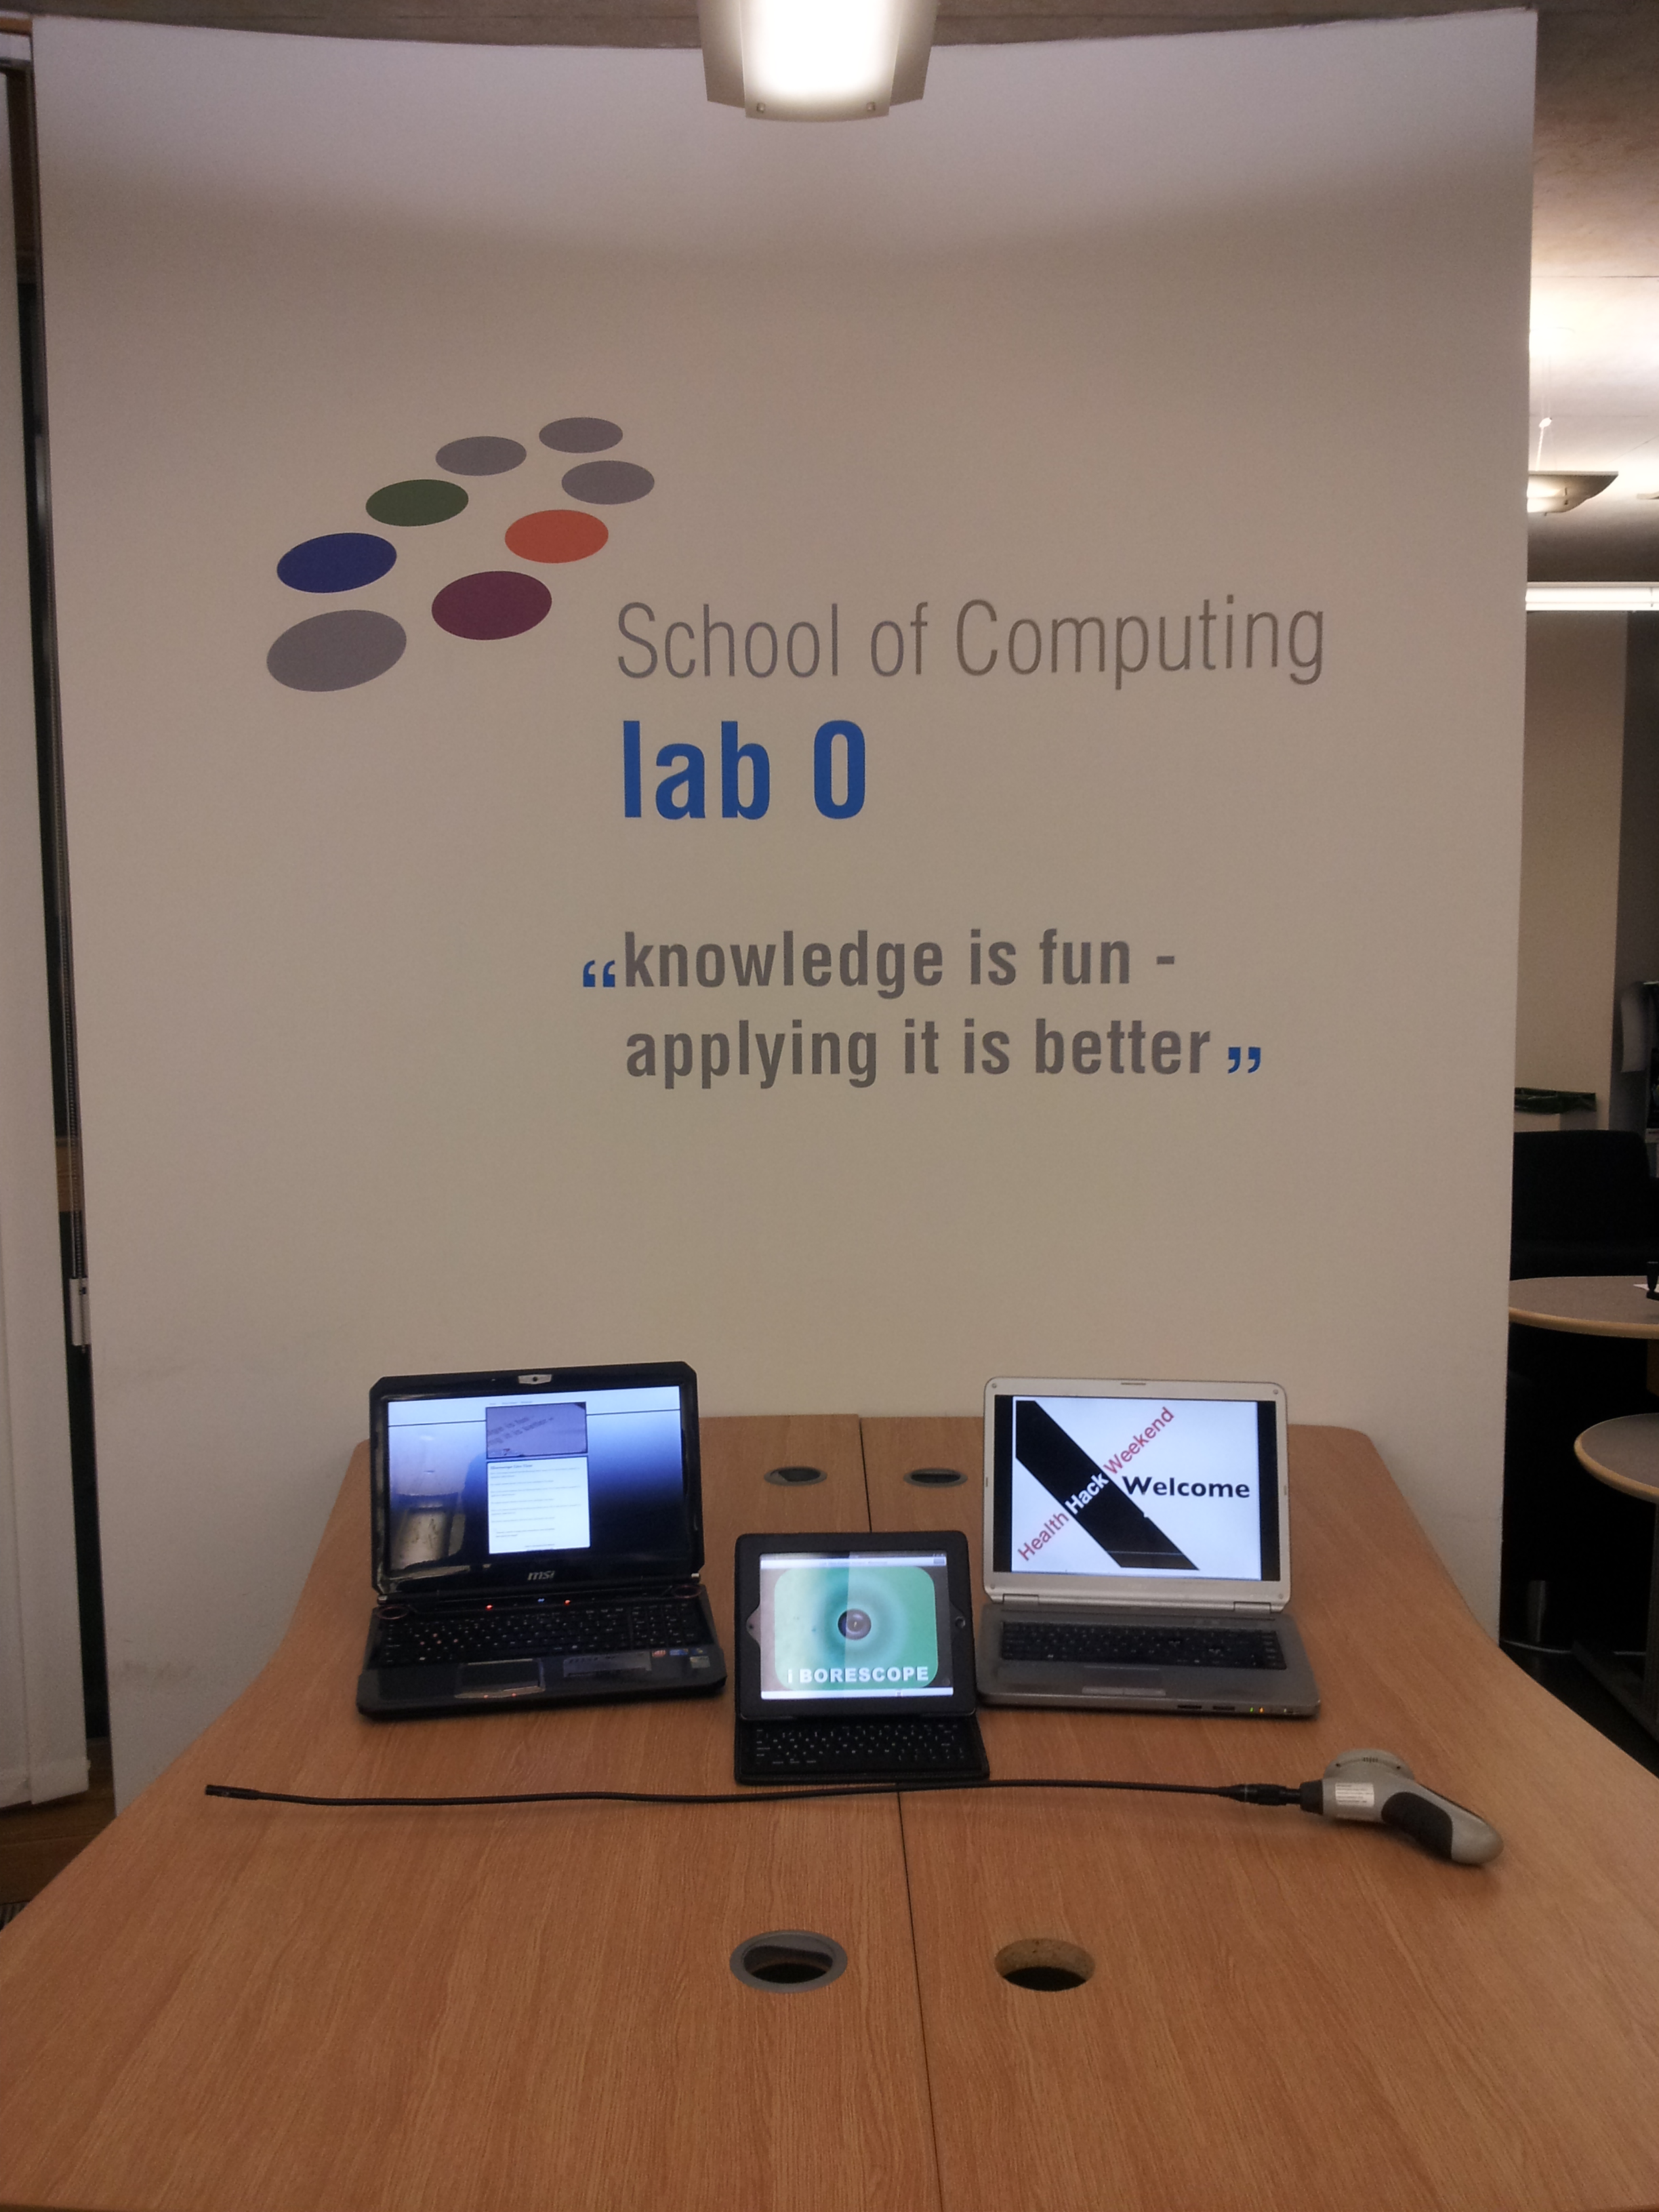 School of Computing
lab 0
“knowledge is fun -
applying it is better”
Health Hack Weekend
Welcome
msi
i BORESCOPE